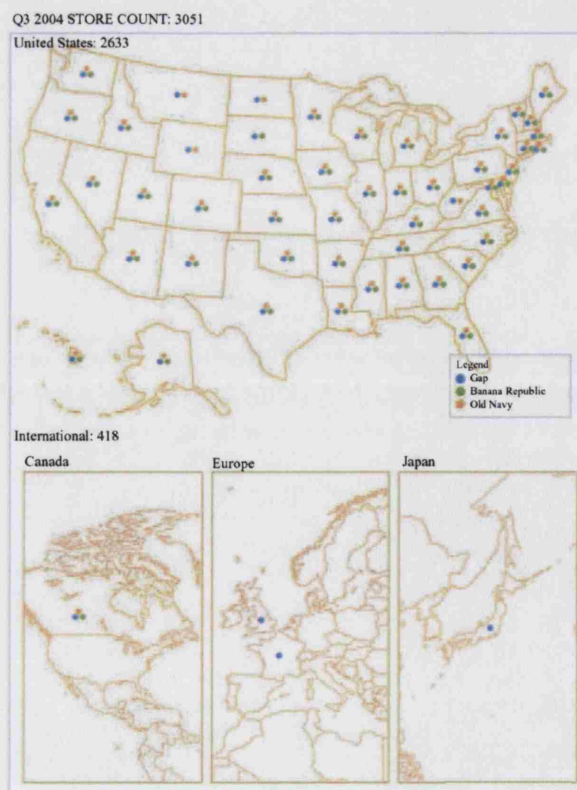 Q3 2004 STORE COUNT: 3051
United States: 2633
Legend
Gap
Banana Republic
Old Navy
International: 418
Canada
Europe
Japan